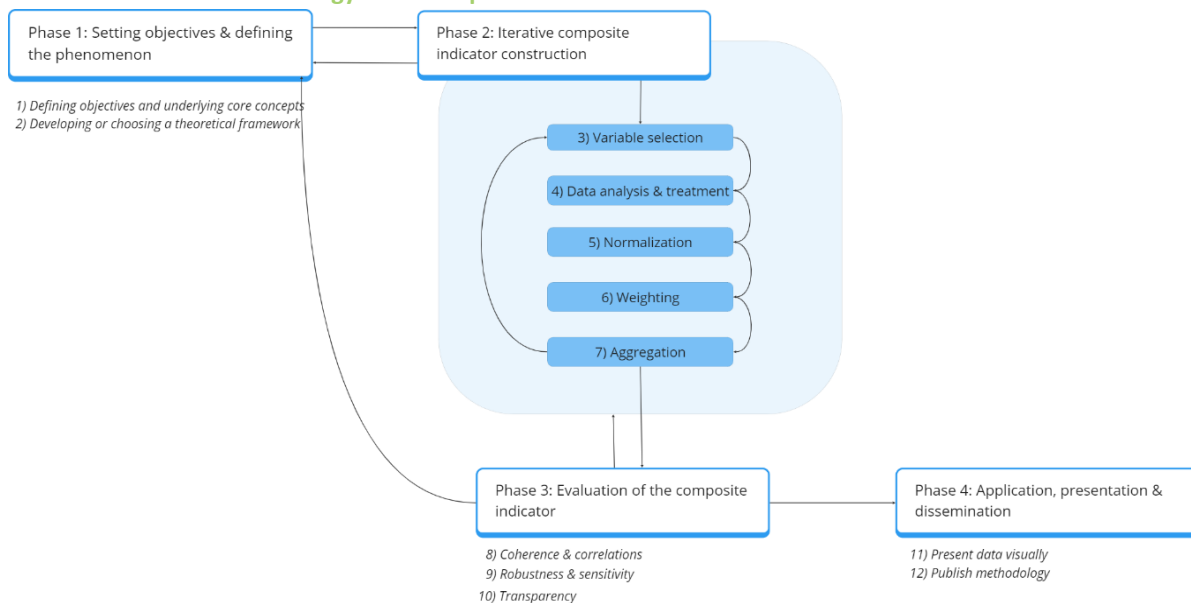 Phase 1: Setting objectives & defining
the phenomenon
Phase 2: Iterative composite
indicator construction
1) Defining objectives and underlying core concepts
2) Developing or choosing a theoretical framework
3) Variable selection
4) Data analysis & treatment
5) Normalization
6) Weighting
7) Aggregation
Phase 3: Evaluation of the composite
indicator
8) Coherence & correlations
9) Robustness & sensitivity
10) Transparency
Phase 4: Application, presentation &
dissemination
11) Present data visually
12) Publish methodology